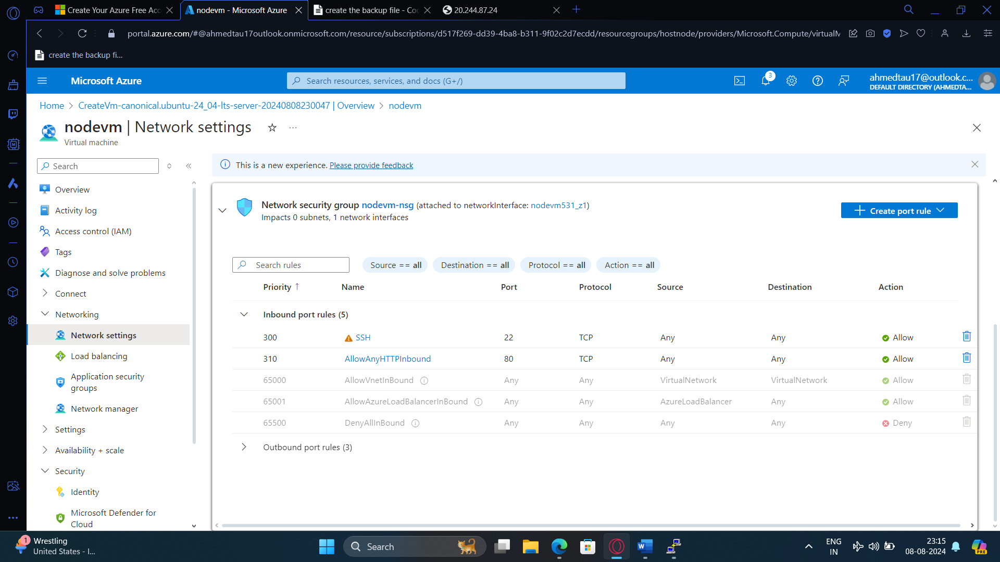 Create Your Azure Free Acc
nodevm - Microsoft Azure
create the backup file - Coc
20.244.87.24
portal.azure.com/#@ahmedtau17outlook.onmicrosoft.com/resource/subscriptions/d517f269-dd39-4ba8-b311-9f02c2d7ecdd/resourcegroups/hostnode/providers/Microsoft.Compute/virtualM
create the backup fi...
Microsoft Azure
Search resources, services, and docs (G+/)
3
ahmedtau17@outlook.c...
DEFAULT DIRECTORY (AHMEDTA...
Home > CreateVm-canonical.ubuntu-24_04-lts-server-20240808230047 | Overview > nodevm
nodevm | Network settings
Virtual machine
Search
Overview
Activity log
Access control (IAM)
Tags
Diagnose and solve problems
Connect
Networking
Network settings
Load balancing
Application security
groups
Network manager
Settings
Availability + scale
Security
Identity
Microsoft Defender for
Cloud
This is a new experience. Please provide feedback
Network security group nodevm-nsg (attached to networkInterface: nodevm531_z1)
Impacts 0 subnets, 1 network interfaces
Create port rule
Search rules
Source == all
Destination == all
Protocol == all
Action == all
Priority ↑ Name Port Protocol Source Destination Action
Inbound port rules (5)
300 SSH 22 TCP Any Any Allow
310 AllowAnyHTTPInbound 80 TCP Any Any Allow
65000 AllowVnetInBound Any Any VirtualNetwork VirtualNetwork Allow
65001 AllowAzureLoadBalancerInBound Any Any AzureLoadBalancer Any Allow
65500 DenyAllInBound Any Any Any Any Deny
Outbound port rules (3)
1
Wrestling
United States - I...
Search
ENG
IN
23:15
08-08-2024
PRE